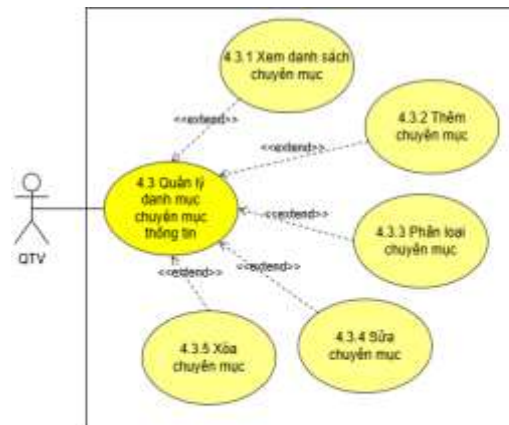 4.3.1 Xem danh sách
chuyên mục
<<extend>>
4.3.2 Thêm
chuyên mục
<<extend>>
4.3 Quản lý
danh mục
chuyên mục
thông tin
<<extend>>
4.3.3 Phân loại
chuyên mục
QTV
<<extend>>
<<extend>>
4.3.4 Sửa
chuyên mục
4.3.5 Xóa
chuyên mục